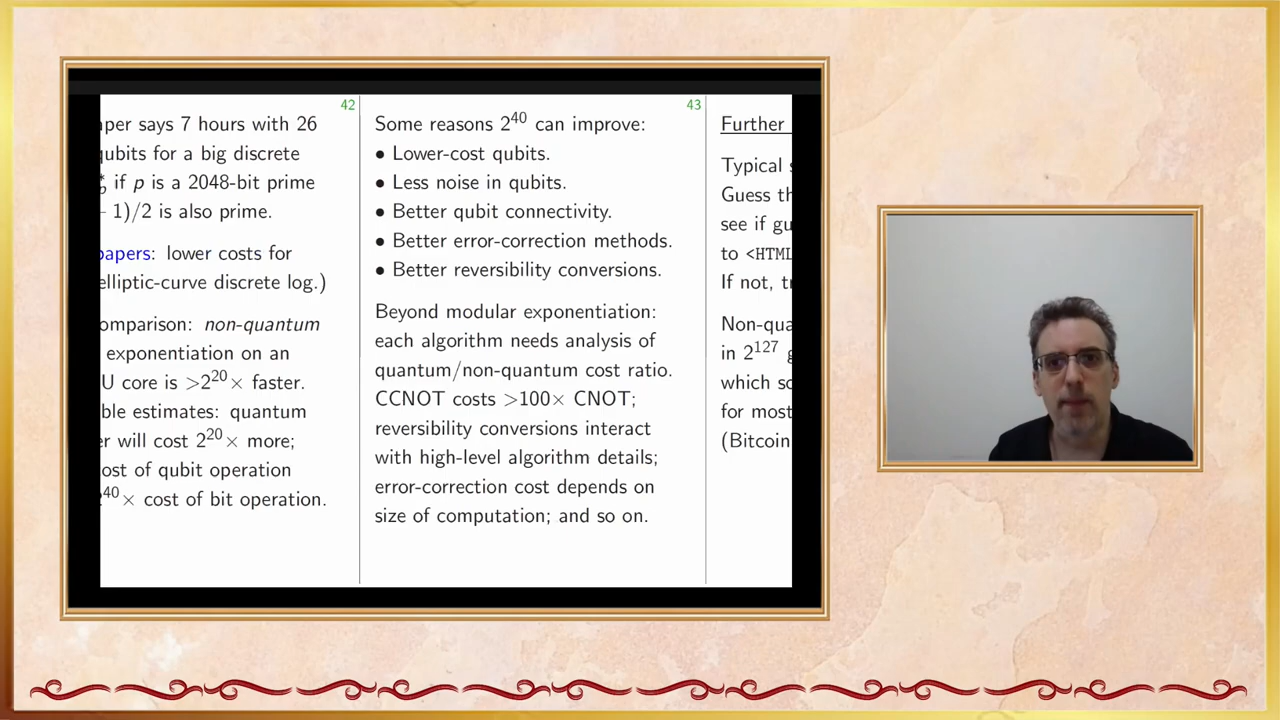 42
aper says 7 hours with 26
qubits for a big discrete
if p is a 2048-bit prime
- 1)/2 is also prime.
papers: lower costs for
elliptic-curve discrete log.)
omparison: non-quantum
exponentiation on an
U core is >2^20× faster.
ble estimates: quantum
er will cost 2^20× more;
ost of qubit operation
2^40× cost of bit operation.
43
Some reasons 2^40 can improve:
• Lower-cost qubits.
• Less noise in qubits.
• Better qubit connectivity.
• Better error-correction methods.
• Better reversibility conversions.
Beyond modular exponentiation:
each algorithm needs analysis of
quantum/non-quantum cost ratio.
CCNOT costs >100× CNOT;
reversibility conversions interact
with high-level algorithm details;
error-correction cost depends on
size of computation; and so on.
Further
Typical
Guess th
see if gu
to <HTML
If not, t
Non-qua
in 2^127
which so
for most
(Bitcoin